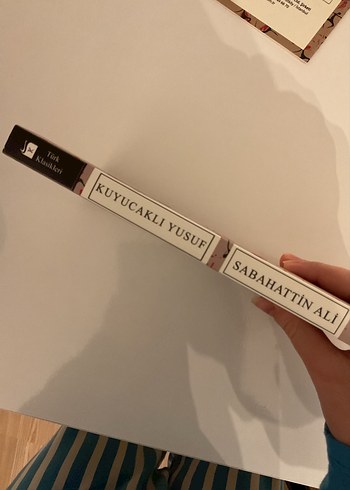 Türk
Klasikleri
KUYUCAKLI YUSUF
SABAHATTİN ALİ